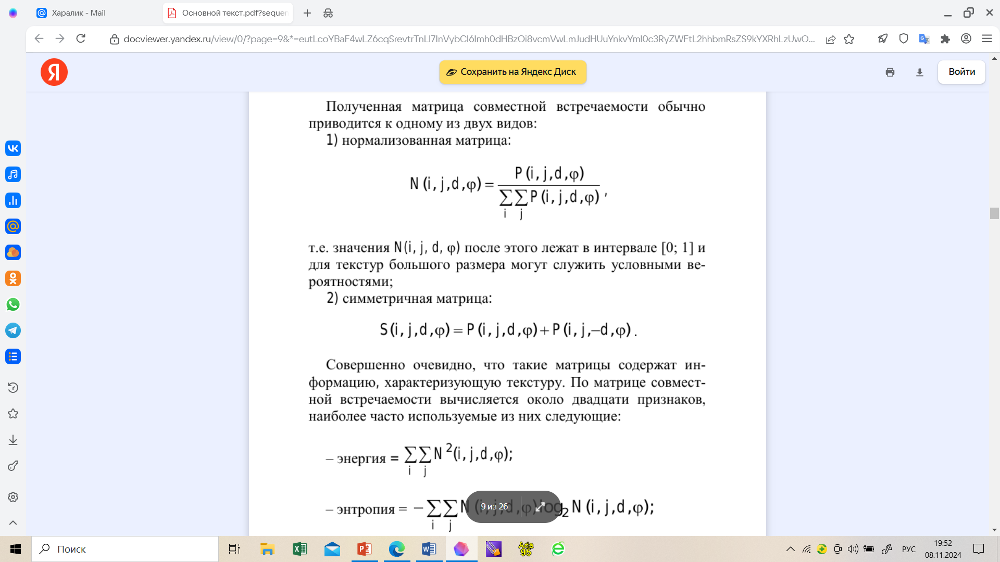 Харалик - Mail
Основной текст.pdf?sequen
docviewer.yandex.ru/view/0/?page=9&*=eutLcoYBaF4wLZ6cqSrevtrTnLl7InVybCI6Imh0dHBzOi8vcmVwLmJudHUuYnkvYml0c3RyZWFtL2hhbmRsZS9kYXRhLzUwO...
Я
Сохранить на Яндекс Диск
Войти
Полученная матрица совместной встречаемости обычно
приводится к одному из двух видов:
1) нормализованная матрица:
N(i, j,d,φ) = P(i, j,d,φ) / ∑i ∑j P(i, j,d,φ) ,
т.е. значения N(i, j, d, φ) после этого лежат в интервале [0; 1] и
для текстур большого размера могут служить условными ве-
роятностями;
2) симметричная матрица:
S(i, j,d,φ) = P(i, j,d,φ) + P(i, j,–d,φ) .
Совершенно очевидно, что такие матрицы содержат ин-
формацию, характеризующую текстуру. По матрице совмест-
ной встречаемости вычисляется около двадцати признаков,
наиболее часто используемые из них следующие:
– энергия = ∑i ∑j N²(i, j,d,φ);
– энтропия = –∑i ∑j N(i, j,d,φ)log₂ N(i, j,d,φ);
9 из 26
Поиск
Ada 95
РУС
19:52
08.11.2024